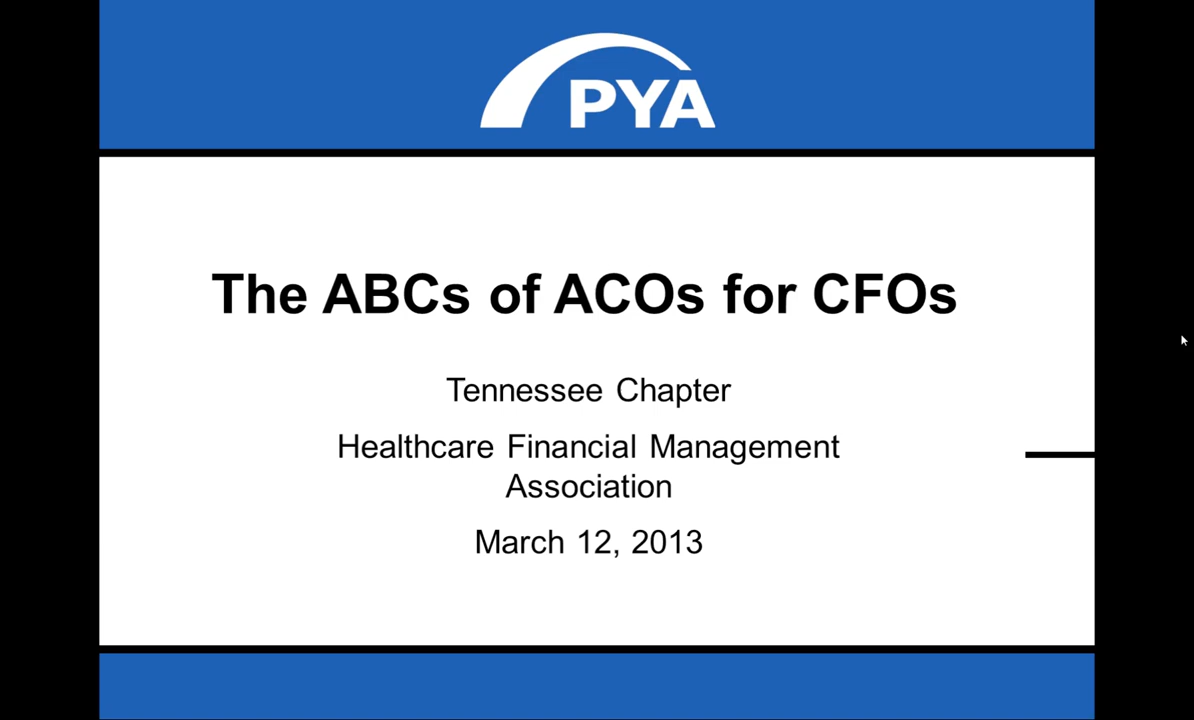 PYA
The ABCs of ACOs for CFOs
Tennessee Chapter
Healthcare Financial Management
Association
March 12, 2013